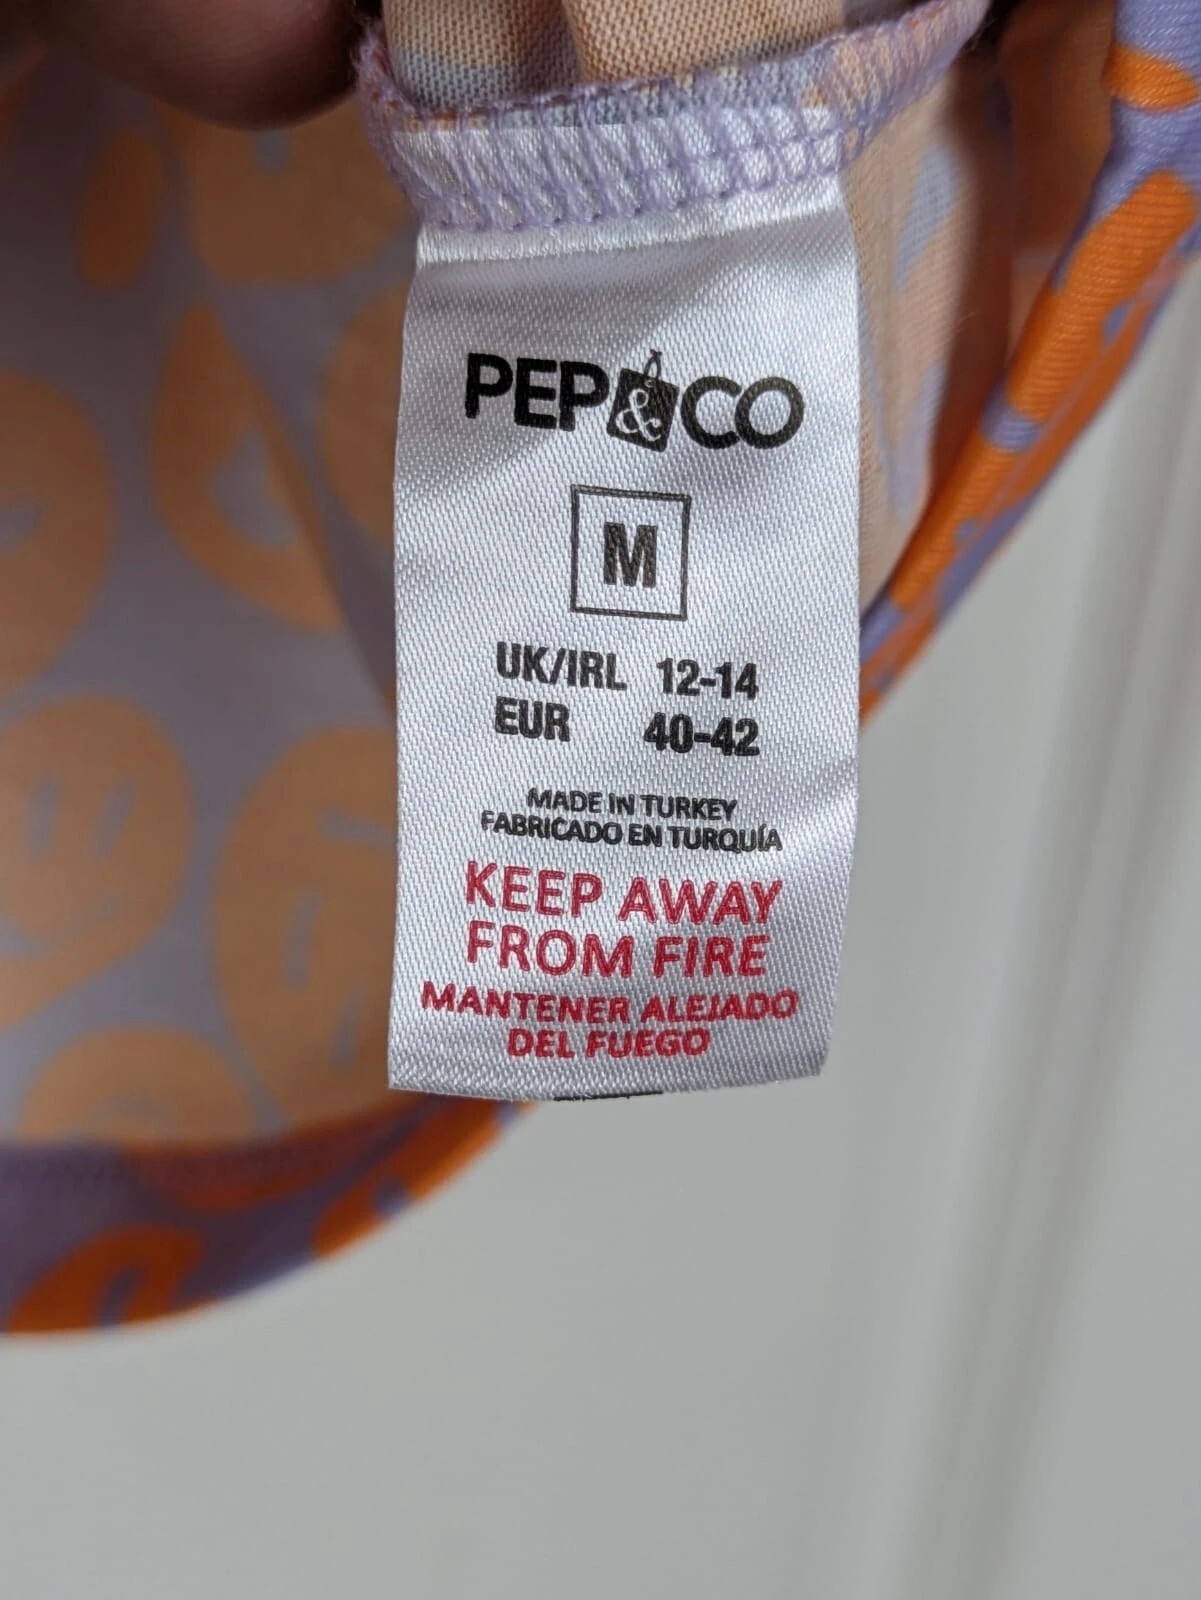 PEP&CO
M
UK/IRL 12-14
EUR 40-42
MADE IN TURKEY
FABRICADO EN TURQUÍA
KEEP AWAY
FROM FIRE
MANTENER ALEJADO
DEL FUEGO